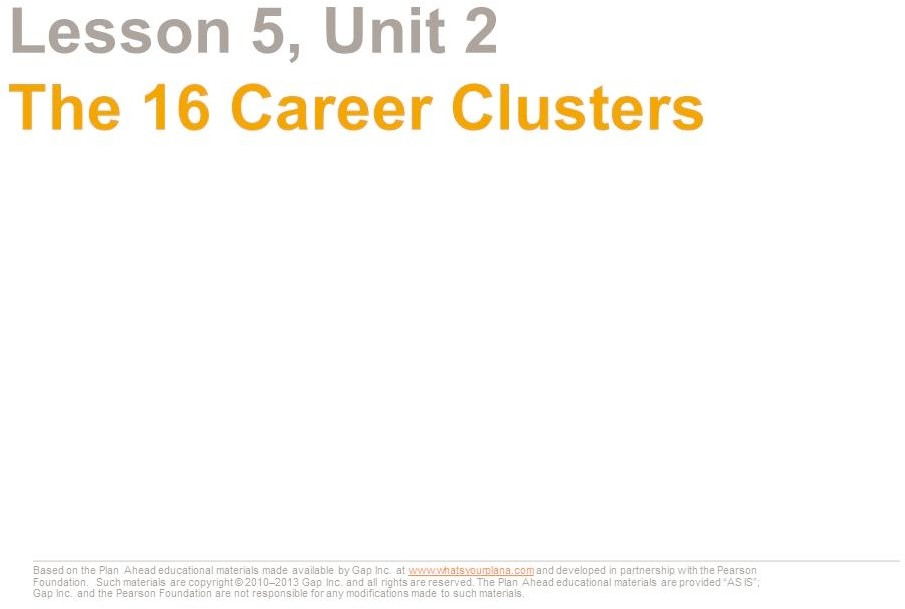 Lesson 5, Unit 2
The 16 Career Clusters
Based on the Plan Ahead educational materials made available by Gap Inc. at www.whatsyourplana.com and developed in partnership with the Pearson
Foundation. Such materials are copyright © 2010–2013 Gap Inc. and all rights are reserved. The Plan Ahead educational materials are provided “AS IS”;
Gap Inc. and the Pearson Foundation are not responsible for any modifications made to such materials.